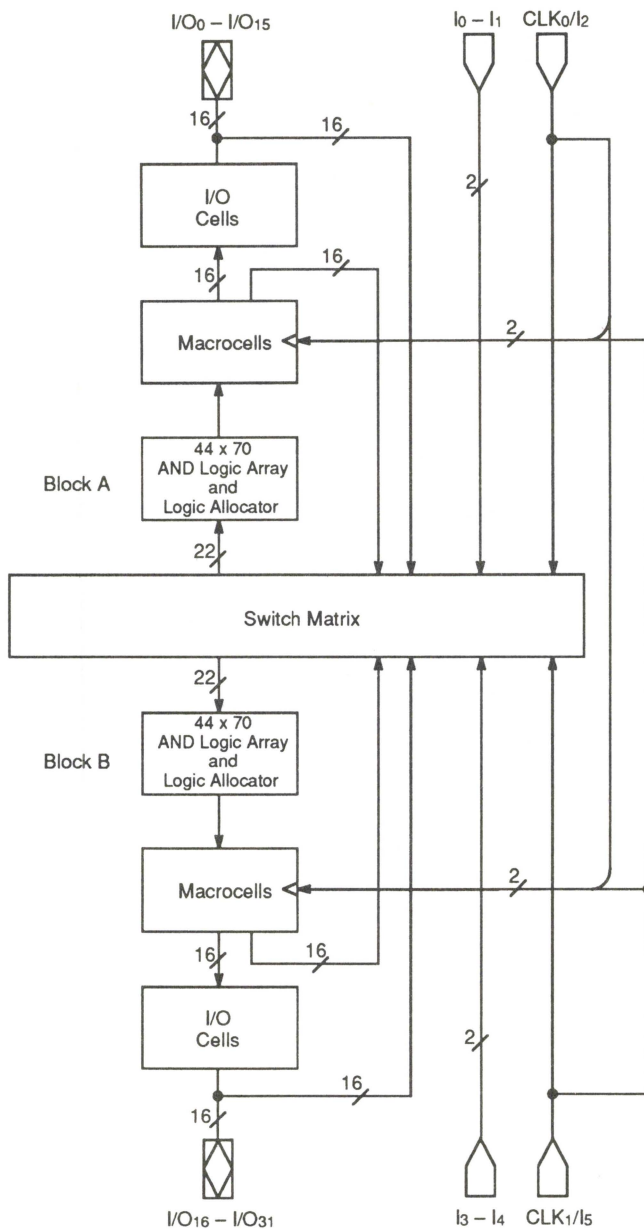 I/O0 – I/O15
I0 – I1
CLK0/I2
16
16
2
I/O
Cells
16
16
Macrocells
2
Block A
44 x 70
AND Logic Array
and
Logic Allocator
22
Switch Matrix
22
Block B
44 x 70
AND Logic Array
and
Logic Allocator
Macrocells
2
16
16
I/O
Cells
2
16
16
I/O16 – I/O31
I3 – I4
CLK1/I5